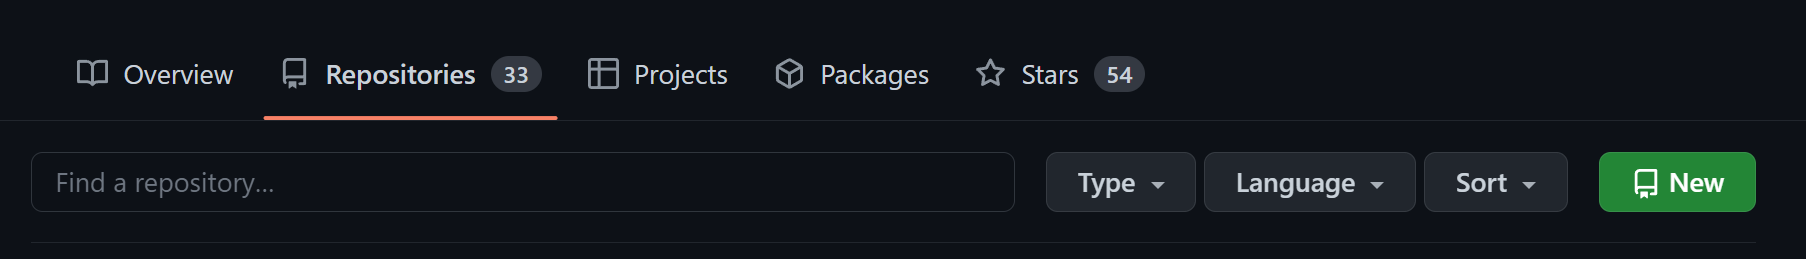 Overview Repositories 33 Projects Packages Stars 54
Find a repository... Type Language Sort New